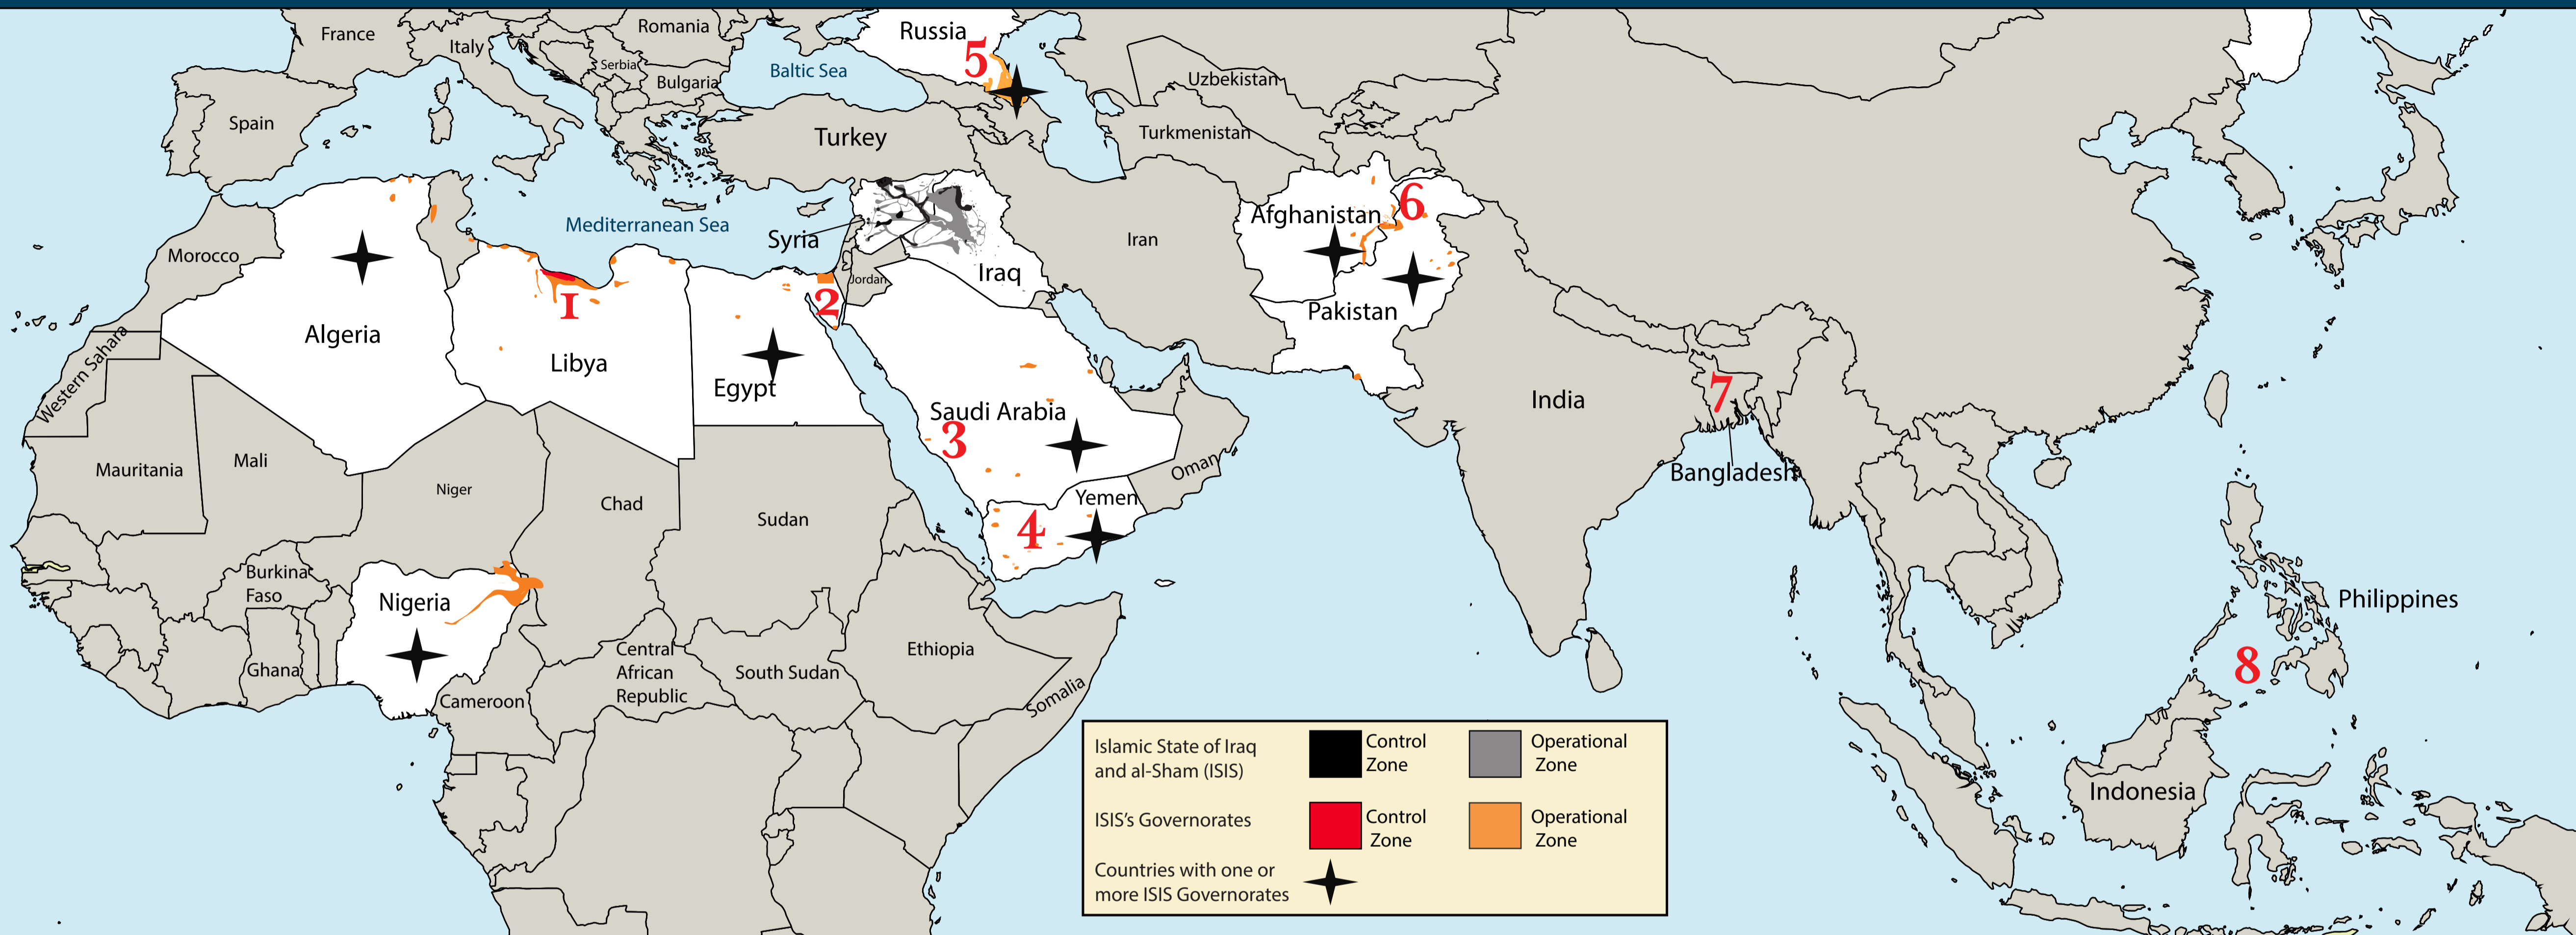 France
Italy
Romania
Serbia
Bulgaria
Baltic Sea
Russia
5
Uzbekistan
Spain
Turkey
Turkmenistan
Morocco
Mediterranean Sea
Syria
Iraq
Jordan
Iran
Afghanistan
6
Pakistan
Algeria
1
Libya
2
Egypt
Western Sahara
Saudi Arabia
3
India
7
Bangladesh
Mauritania
Mali
Niger
Chad
Sudan
Yemen
4
Oman
Burkina
Faso
Nigeria
Ghana
Cameroon
Central
African
Republic
South Sudan
Ethiopia
Somalia
Philippines
8
Indonesia
Islamic State of Iraq
and al-Sham (ISIS)
Control
Zone
Operational
Zone
ISIS's Governorates
Control
Zone
Operational
Zone
Countries with one or
more ISIS Governorates